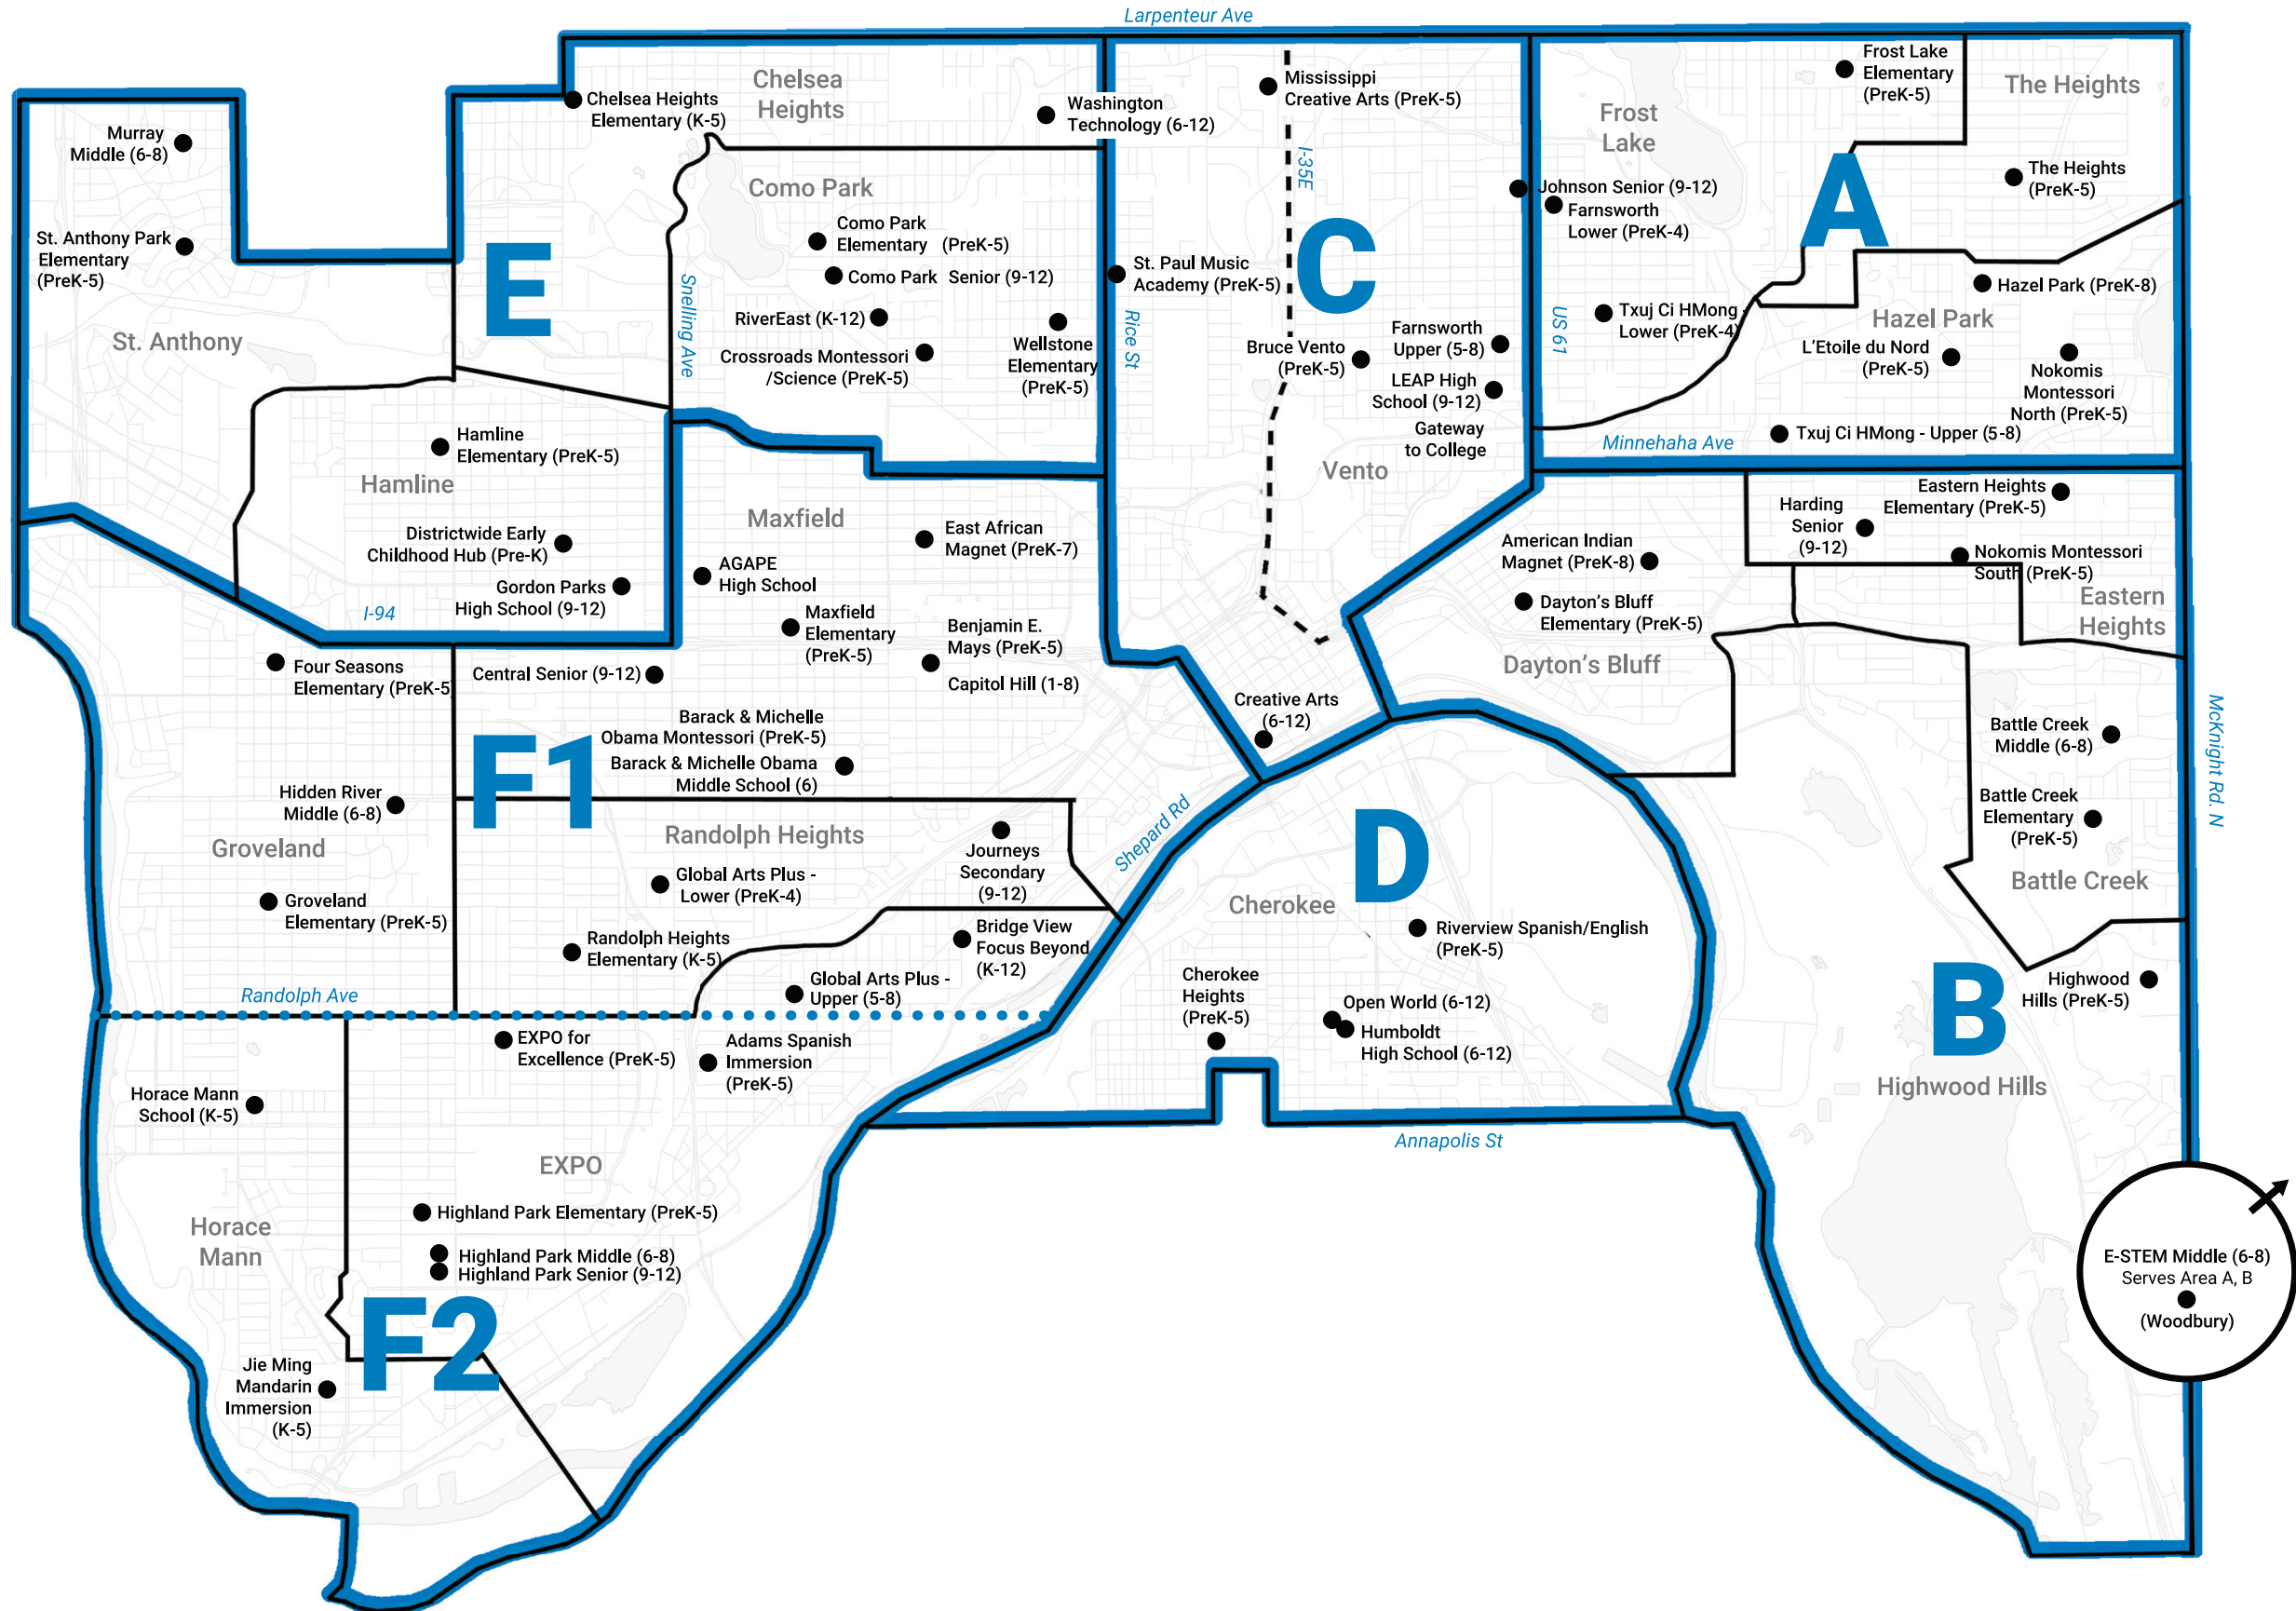 Larpenteur Ave
Chelsea
Heights
Chelsea Heights
Elementary (K-5)
Washington
Technology (6-12)
Murray
Middle (6-8)
St. Anthony Park
Elementary
(PreK-5)
St. Anthony
E
Snelling Ave
Como Park
Como Park
Elementary (PreK-5)
Como Park Senior (9-12)
RiverEast (K-12)
Crossroads Montessori
/Science (PreK-5)
Wellstone
Elementary
(PreK-5)
Hamline
Elementary (PreK-5)
Hamline
Districtwide Early
Childhood Hub (Pre-K)
Gordon Parks
High School (9-12)
I-94
Mississippi
Creative Arts (PreK-5)
I-35E
C
St. Paul Music
Academy (PreK-5)
Rice St
Bruce Vento
(PreK-5)
Farnsworth
Upper (5-8)
LEAP High
School (9-12)
Gateway
to College
Vento
Johnson Senior (9-12)
Farnsworth
Lower (PreK-4)
Creative Arts
(6-12)
Frost Lake
Elementary
(PreK-5)
The Heights
Frost
Lake
A
The Heights
(PreK-5)
US 61
Txuj Ci HMong -
Lower (PreK-4)
Hazel Park (PreK-8)
Hazel Park
L'Etoile du Nord
(PreK-5)
Nokomis
Montessori
North (PreK-5)
Txuj Ci HMong - Upper (5-8)
Minnehaha Ave
Maxfield
East African
Magnet (PreK-7)
AGAPE
High School
Maxfield
Elementary
(PreK-5)
Benjamin E.
Mays (PreK-5)
Capitol Hill (1-8)
Central Senior (9-12)
Barack & Michelle
Obama Montessori (PreK-5)
Barack & Michelle Obama
Middle School (6)
F1
Four Seasons
Elementary (PreK-5)
Hidden River
Middle (6-8)
Groveland
Groveland
Elementary (PreK-5)
Randolph Heights
Journeys
Secondary
(9-12)
Global Arts Plus -
Lower (PreK-4)
Randolph Heights
Elementary (K-5)
Bridge View
Focus Beyond
(K-12)
Global Arts Plus -
Upper (5-8)
Randolph Ave
Shepard Rd
Eastern Heights
Elementary (PreK-5)
Harding
Senior
(9-12)
Nokomis Montessori
South (PreK-5)
American Indian
Magnet (PreK-8)
Dayton's Bluff
Elementary (PreK-5)
Dayton's Bluff
Eastern
Heights
McKnight Rd. N
Battle Creek
Middle (6-8)
Battle Creek
Elementary
(PreK-5)
Battle Creek
B
Highwood
Hills (PreK-5)
Highwood Hills
D
Cherokee
Riverview Spanish/English
(PreK-5)
Cherokee
Heights
(PreK-5)
Open World (6-12)
Humboldt
High School (6-12)
Annapolis St
EXPO for
Excellence (PreK-5)
Adams Spanish
Immersion
(PreK-5)
Horace Mann
School (K-5)
EXPO
Horace
Mann
Highland Park Elementary (PreK-5)
Highland Park Middle (6-8)
Highland Park Senior (9-12)
F2
Jie Ming
Mandarin
Immersion
(K-5)
E-STEM Middle (6-8)
Serves Area A, B
(Woodbury)